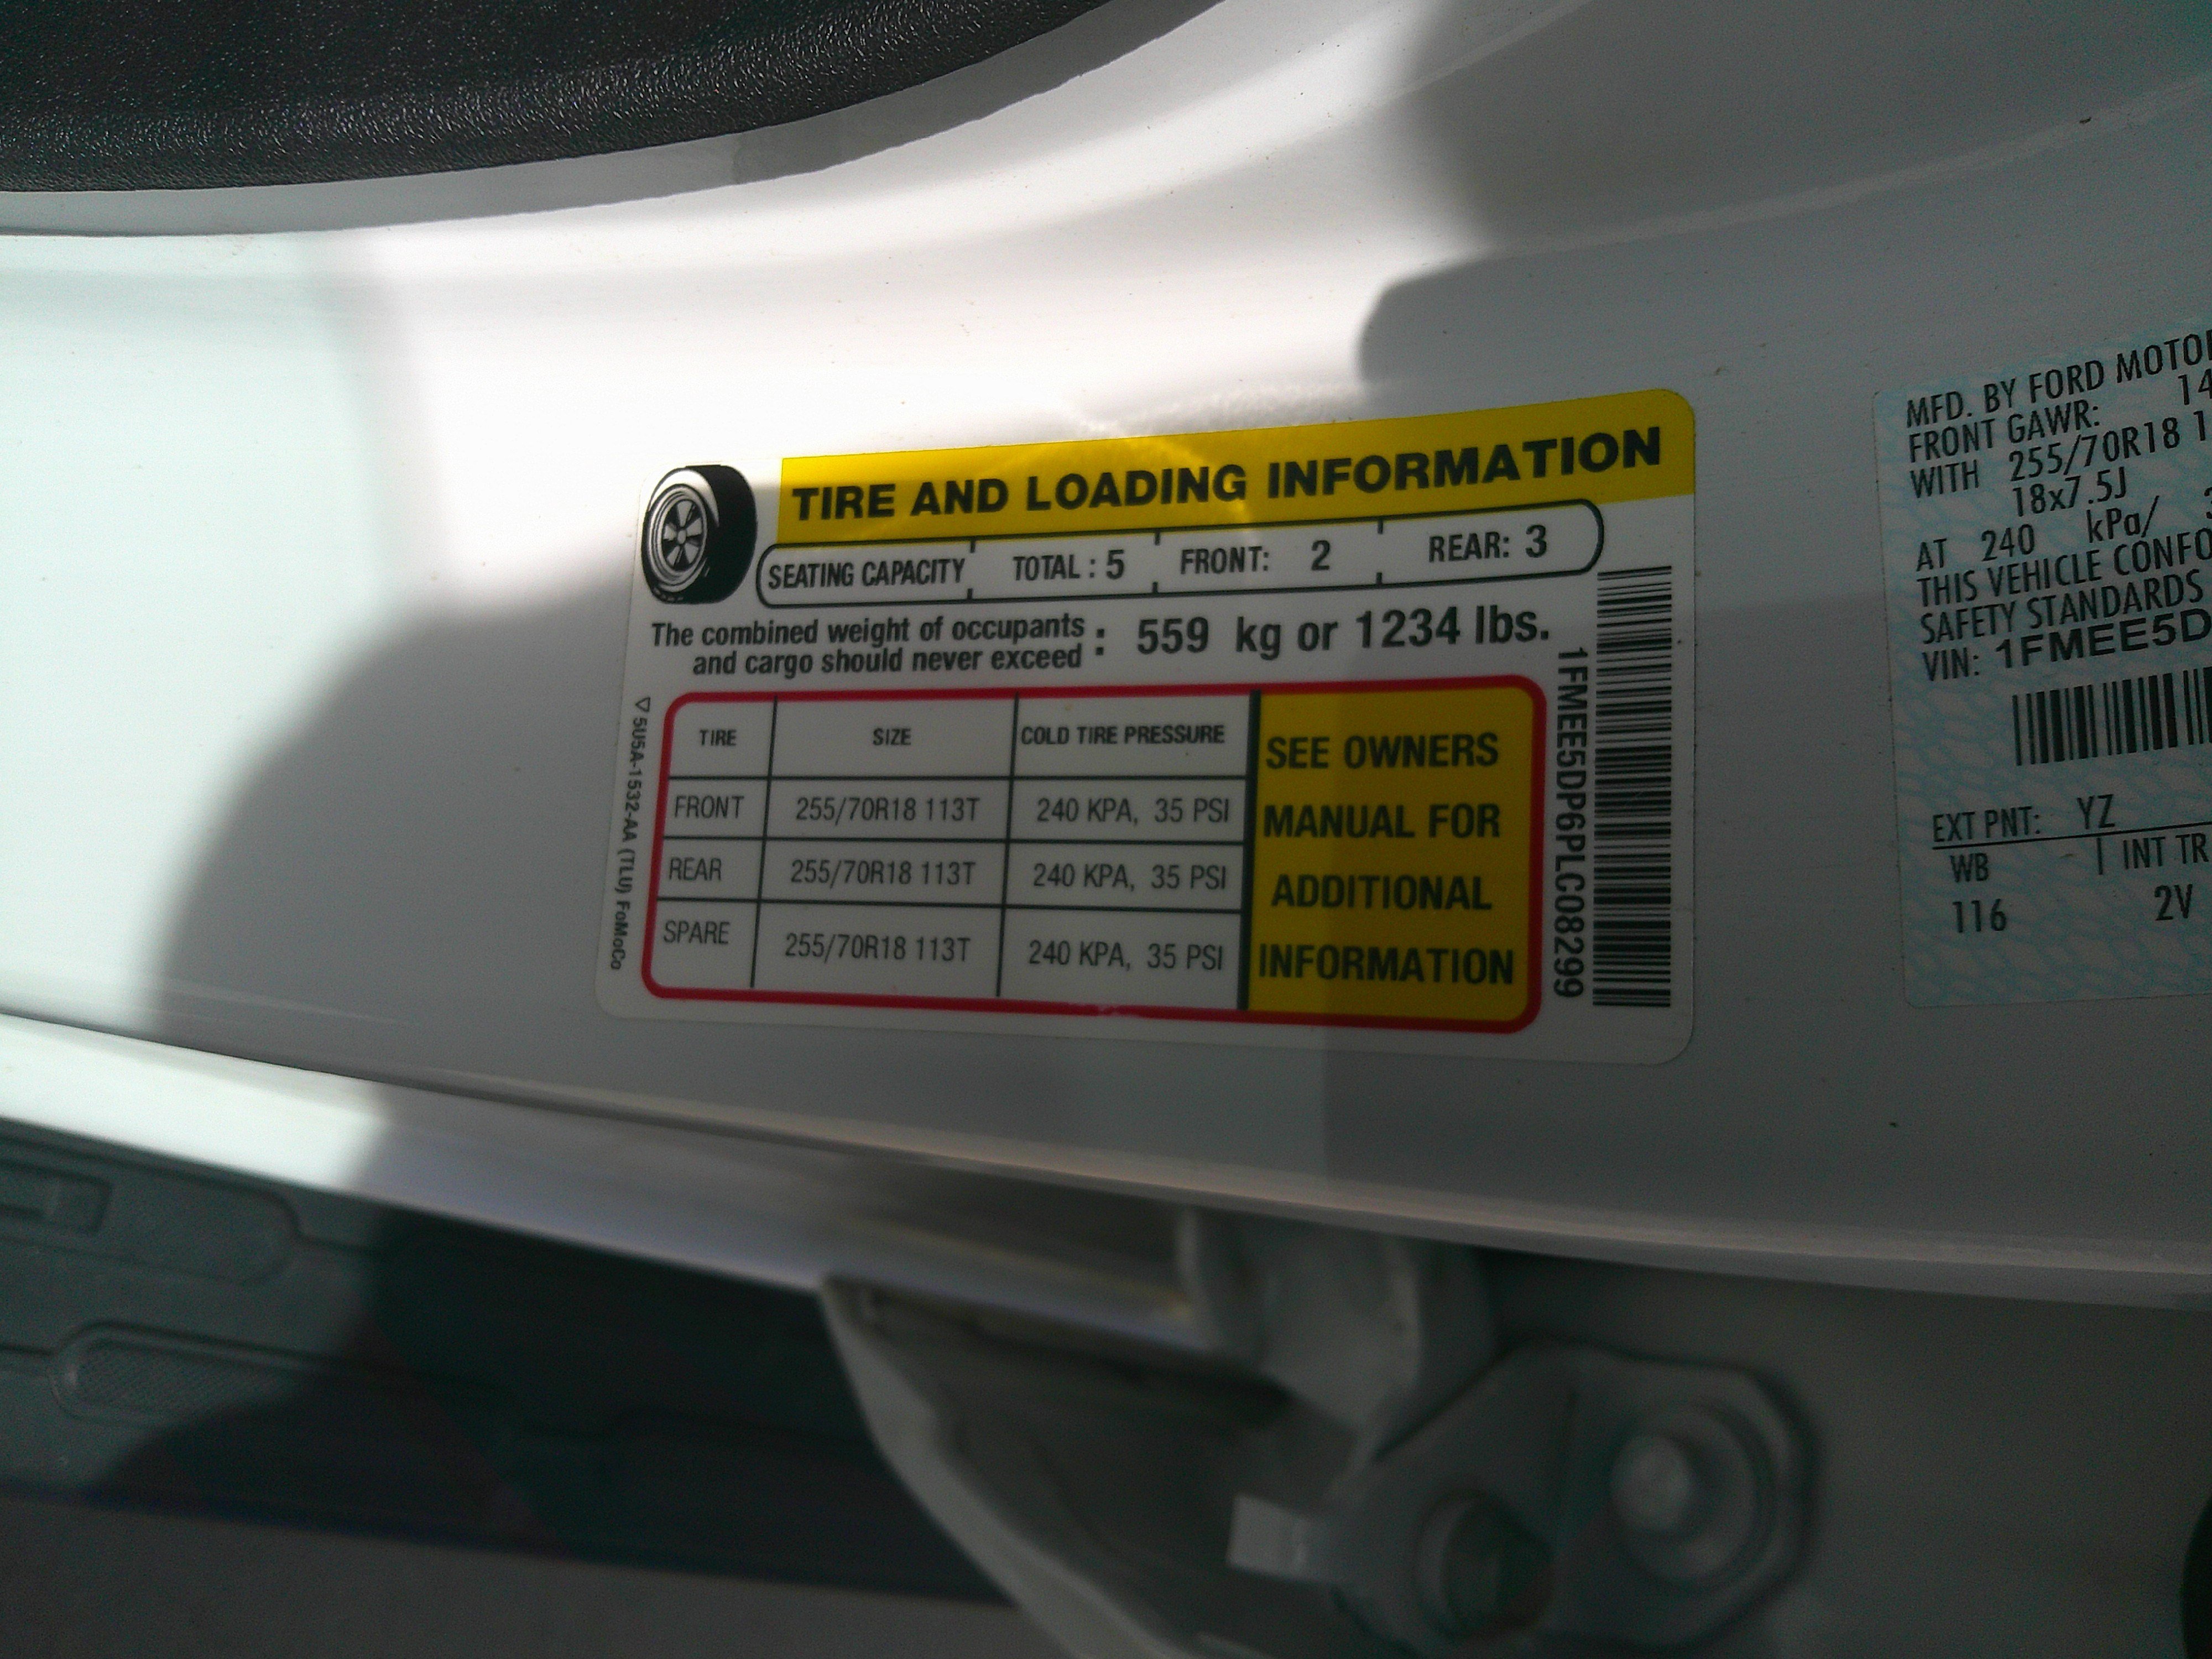 TIRE AND LOADING INFORMATION
SEATING CAPACITY TOTAL : 5 FRONT: 2 REAR: 3
The combined weight of occupants
and cargo should never exceed : 559 kg or 1234 lbs.
TIRE SIZE COLD TIRE PRESSURE
FRONT 255/70R18 113T 240 KPA, 35 PSI
REAR 255/70R18 113T 240 KPA, 35 PSI
SPARE 255/70R18 113T 240 KPA, 35 PSI
SEE OWNERS
MANUAL FOR
ADDITIONAL
INFORMATION
5U5A-1532-AA (TLU) FoMoCo
1FMEE5DP6PLC08299
MFD. BY FORD MOTOR
FRONT GAWR: 14
WITH 255/70R18 1
18x7.5J
AT 240 kPa/ 3
THIS VEHICLE CONFO
SAFETY STANDARDS
VIN: 1FMEE5D
EXT PNT: YZ
WB INT TR
116 2V